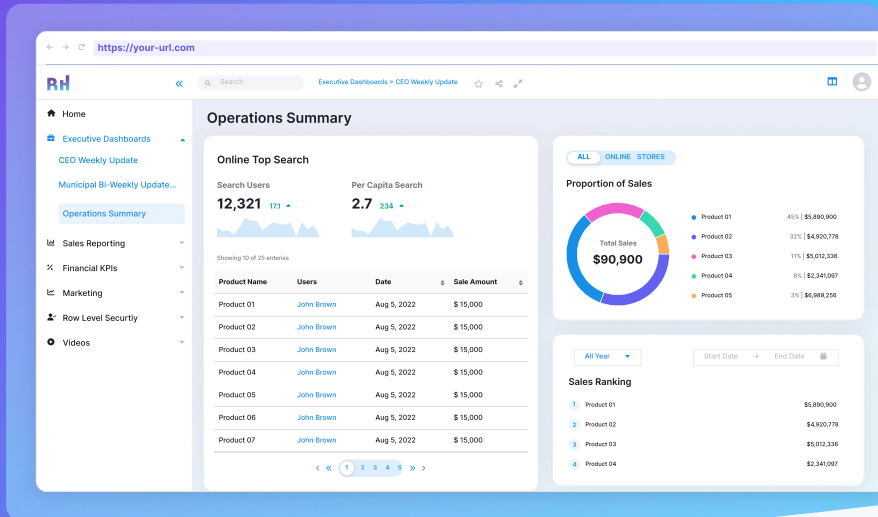 https://your-url.com
RH
Search
Executive Dashboards > CEO Weekly Update
Home
Executive Dashboards
CEO Weekly Update
Municipal Bi-Weekly Update...
Operations Summary
Sales Reporting
Financial KPIs
Marketing
Row Level Securtiy
Videos
Operations Summary
Online Top Search
Search Users
12,321 17.1
Per Capita Search
2.7 234
Showing 10 of 25 enteries
Product Name Users Date Sale Amount
Product 01 John Brown Aug 5, 2022 $ 15,000
Product 02 John Brown Aug 5, 2022 $ 15,000
Product 03 John Brown Aug 5, 2022 $ 15,000
Product 04 John Brown Aug 5, 2022 $ 15,000
Product 05 John Brown Aug 5, 2022 $ 15,000
Product 06 John Brown Aug 5, 2022 $ 15,000
Product 07 John Brown Aug 5, 2022 $ 15,000
‹ « 1 2 3 4 5 » ›
ALL ONLINE STORES
Proportion of Sales
Total Sales
$90,900
Product 01 45% | $5,890,900
Product 02 32% | $4,920,778
Product 03 11% | $5,012,336
Product 04 8% | $2,341,097
Product 05 3% | $6,989,256
All Year
Start Date → End Date
Sales Ranking
1 Product 01 $5,890,900
2 Product 02 $4,920,778
3 Product 03 $5,012,336
4 Product 04 $2,341,097